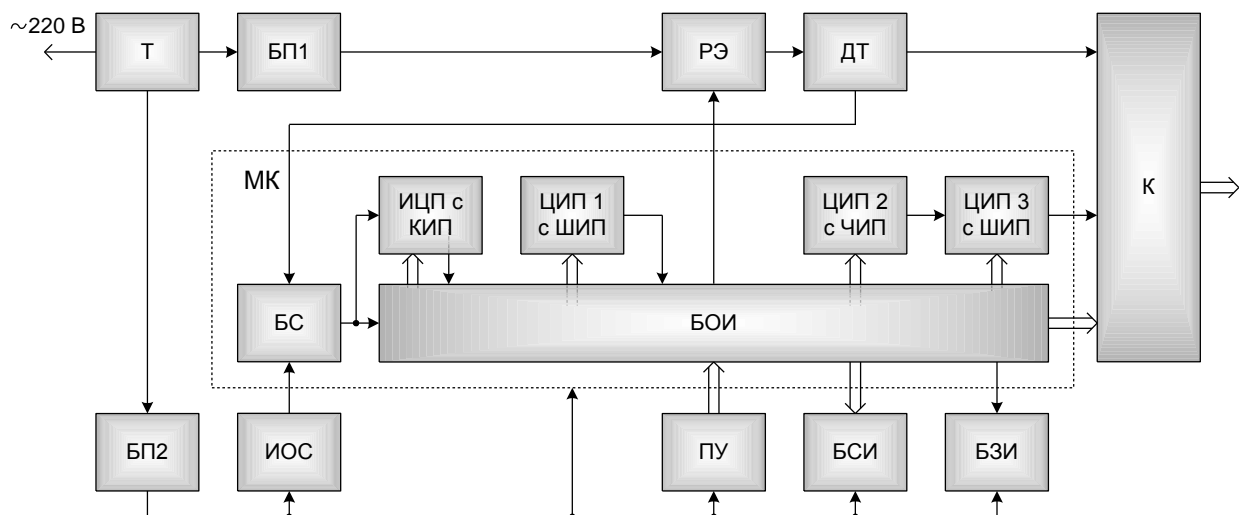 ~220 В
Т
БП1
РЭ
ДТ
К
МК
ИЦП с
КИП
ЦИП 1
с ШИП
ЦИП 2
с ЧИП
ЦИП 3
с ШИП
БС
БОИ
БП2
ИОС
ПУ
БСИ
БЗИ